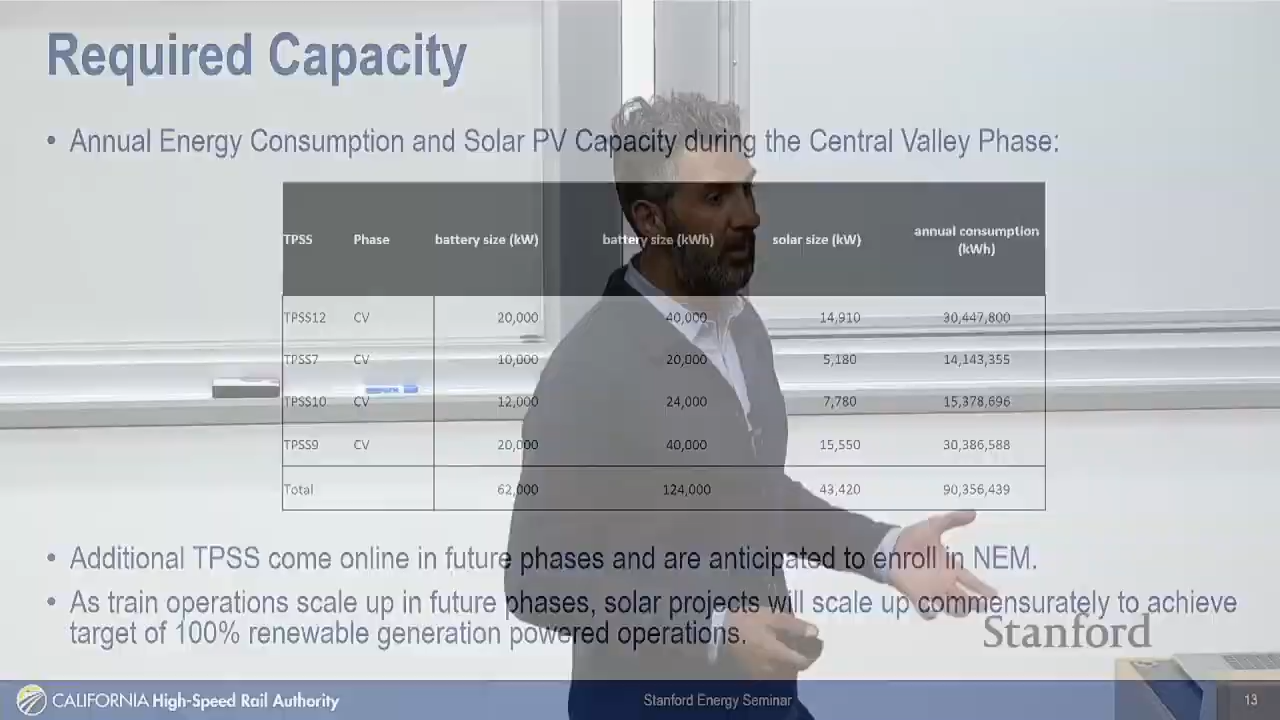 Required Capacity
• Annual Energy Consumption and Solar PV Capacity during the Central Valley Phase:
TPSS Phase battery size (kW) battery size (kWh) solar size (kW) annual consumption (kWh)
TPSS12 CV 20,000 40,000 14,910 30,447,800
TPSS7 CV 10,000 20,000 5,180 14,143,355
TPSS10 CV 12,000 24,000 7,780 15,378,696
TPSS9 CV 20,000 40,000 15,550 30,386,588
Total 62,000 124,000 43,420 90,356,439
• Additional TPSS come online in future phases and are anticipated to enroll in NEM.
• As train operations scale up in future phases, solar projects will scale up commensurately to achieve
target of 100% renewable generation powered operations.
Stanford
CALIFORNIA High-Speed Rail Authority
Stanford Energy Seminar
13